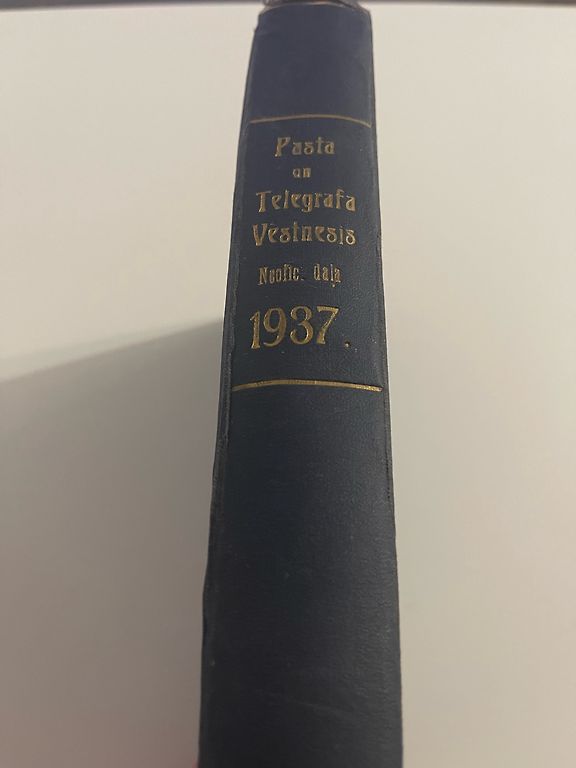 Pasta
un
Telegrafa
Vēstnesis
Neofic. daļa
1937.